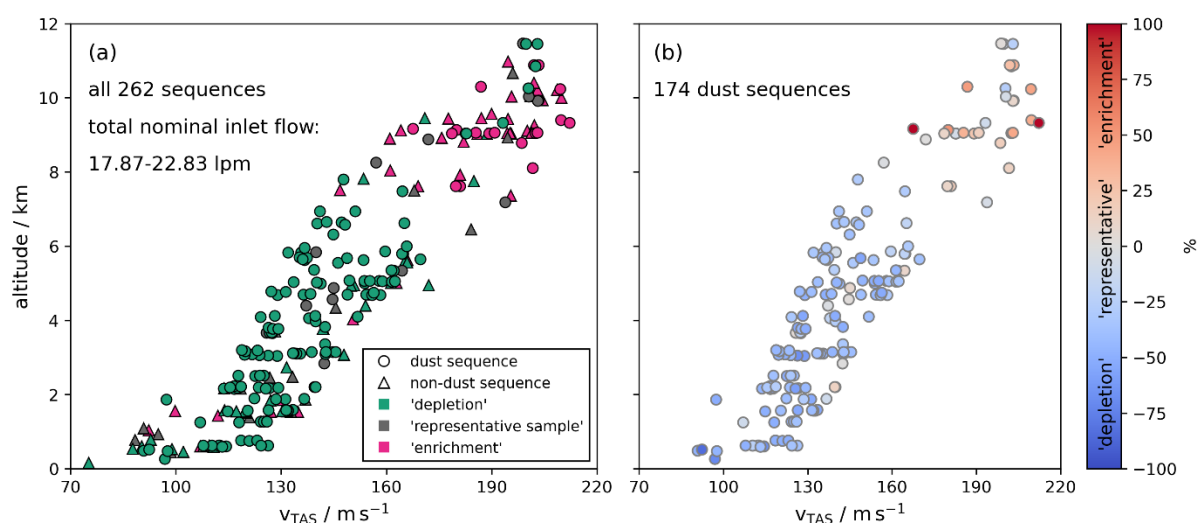 (a)
all 262 sequences
total nominal inlet flow:
17.87-22.83 lpm
12
10
8
6
4
2
0
altitude / km
70
100
130
160
190
220
v_TAS / m s⁻¹
dust sequence
non-dust sequence
'depletion'
'representative sample'
'enrichment'
(b)
174 dust sequences
70
100
130
160
190
220
v_TAS / m s⁻¹
100
75
50
25
0
−25
−50
−75
−100
'enrichment'
'representative'
'depletion'
%